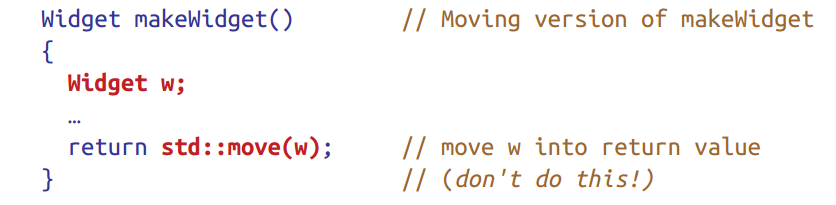 Widget makeWidget() // Moving version of makeWidget
{
Widget w;
…
return std::move(w); // move w into return value
} // (don't do this!)